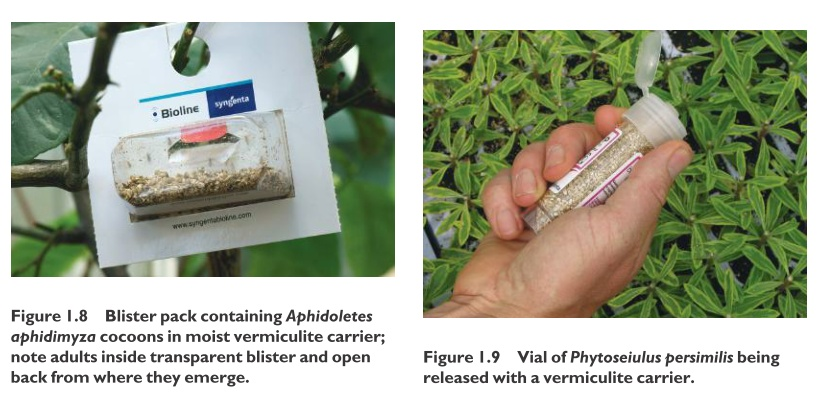 Bioline
syngenta
www.syngentabioline.com
Figure 1.8 Blister pack containing Aphidoletes
aphidimyza cocoons in moist vermiculite carrier;
note adults inside transparent blister and open
back from where they emerge.
Figure 1.9 Vial of Phytoseiulus persimilis being
released with a vermiculite carrier.